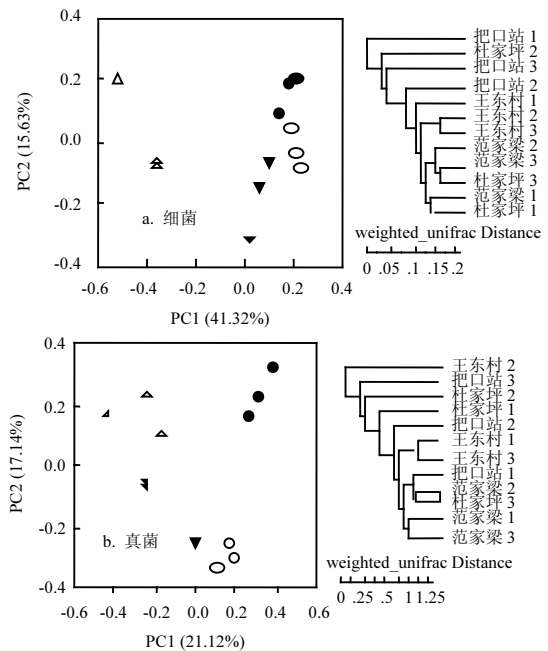 0.4
0.2
0.0
-0.2
-0.4
PC2 (15.63%)
a. 细菌
-0.6 -0.4 -0.2 0.0 0.2 0.4
PC1 (41.32%)
把口站 1
杜家坪 2
把口站 3
把口站 2
王东村 1
王东村 2
王东村 3
范家梁 2
范家梁 3
杜家坪 3
范家梁 1
杜家坪 1
weighted_unifrac Distance
0 .05 .1 .15 .2
0.4
0.2
0.0
-0.2
-0.4
PC2 (17.14%)
b. 真菌
-0.6 -0.4 -0.2 0.0 0.2 0.4 0.6
PC1 (21.12%)
王东村 2
把口站 3
杜家坪 2
杜家坪 1
把口站 2
王东村 1
王东村 3
把口站 1
范家梁 2
杜家坪 3
范家梁 1
范家梁 3
weighted_unifrac Distance
0 .25 .5 1 1.25